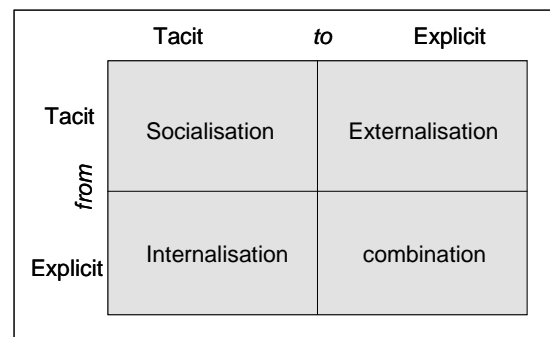 Tacit to Explicit
Tacit
Socialisation Externalisation
from
Internalisation combination
Explicit